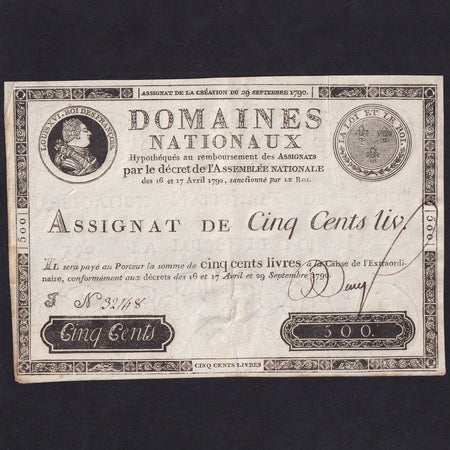 ASSIGNAT DE LA CRÉATION DU 29 SEPTEMBRE 1790.
LOUIS XVI. ROI DES FRANÇOIS
DOMAINES
NATIONAUX
LA LOI ET LE ROI.
Hypothéqués au remboursement des ASSIGNATS
par le décret de l'ASSEMBLÉE NATIONALE
des 16 et 17 Avril 1790, sanctionné par LE ROI.
ASSIGNAT DE Cinq Cents liv.
500
500
IL sera payé au Porteur la somme de cinq cents livres à la Caisse de l'Extraordi-
naire, conformément aux décrets des 16 et 17 Avril et 29 Septembre 1790.
N° 32148
Cinq Cents
500.
CINQ CENTS LIVRES